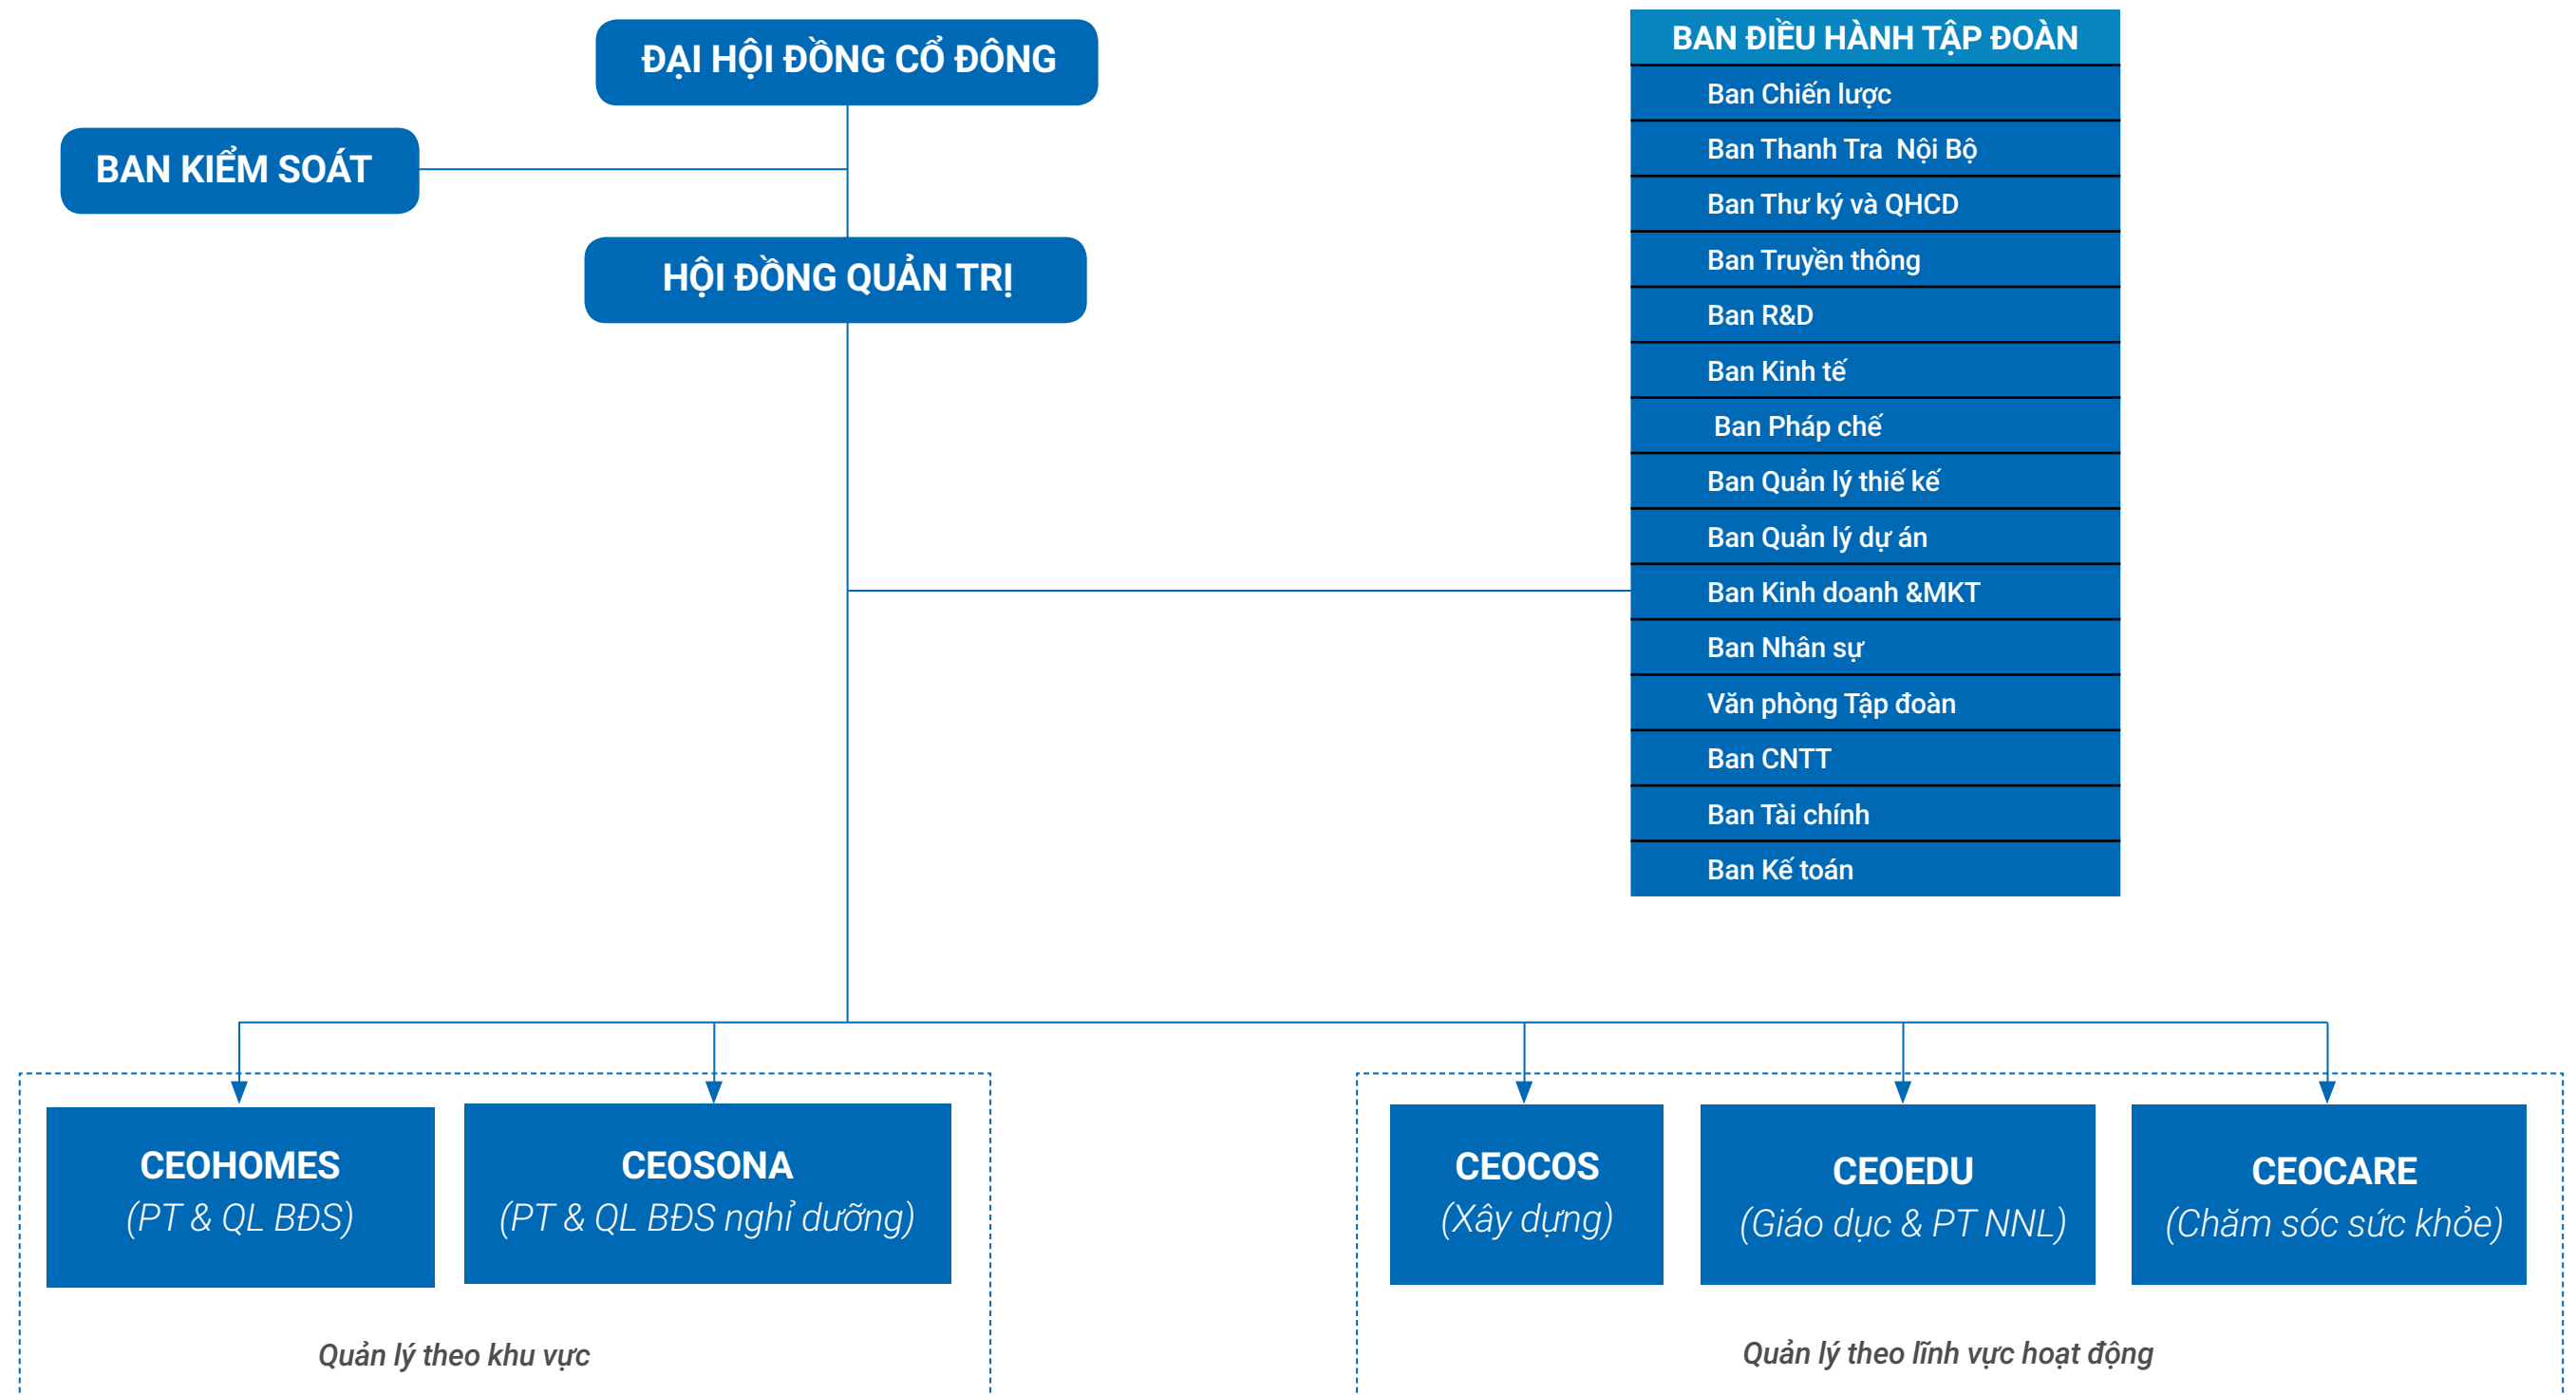 ĐẠI HỘI ĐỒNG CỔ ĐÔNG
BAN KIỂM SOÁT
HỘI ĐỒNG QUẢN TRỊ
BAN ĐIỀU HÀNH TẬP ĐOÀN
Ban Chiến lược
Ban Thanh Tra Nội Bộ
Ban Thư ký và QHCD
Ban Truyền thông
Ban R&D
Ban Kinh tế
Ban Pháp chế
Ban Quản lý thiế kế
Ban Quản lý dự án
Ban Kinh doanh &MKT
Ban Nhân sự
Văn phòng Tập đoàn
Ban CNTT
Ban Tài chính
Ban Kế toán
CEOHOMES
(PT & QL BĐS)
CEOSONA
(PT & QL BĐS nghỉ dưỡng)
Quản lý theo khu vực
CEOCOS
(Xây dựng)
CEOEDU
(Giáo dục & PT NNL)
CEOCARE
(Chăm sóc sức khỏe)
Quản lý theo lĩnh vực hoạt động